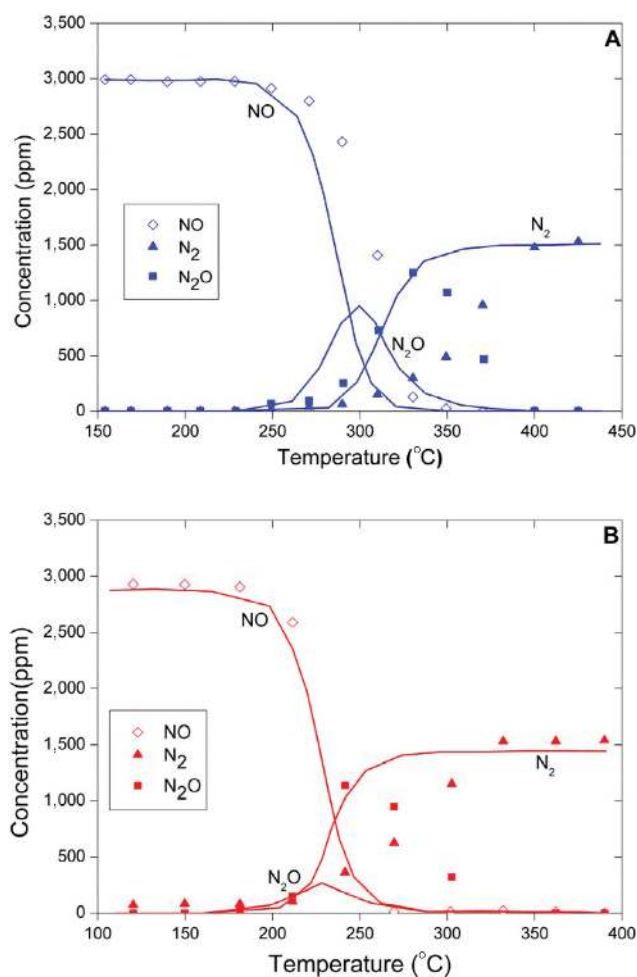 A
3,500
3,000
2,500
2,000
1,500
1,000
500
0
Concentration (ppm)
NO
N₂
N₂O
NO
N₂
N₂O
150 200 250 300 350 400 450
Temperature (°C)
B
3,500
3,000
2,500
2,000
1,500
1,000
500
0
Concentration(ppm)
NO
N₂
N₂O
NO
N₂
N₂O
100 150 200 250 300 350 400
Temperature (°C)